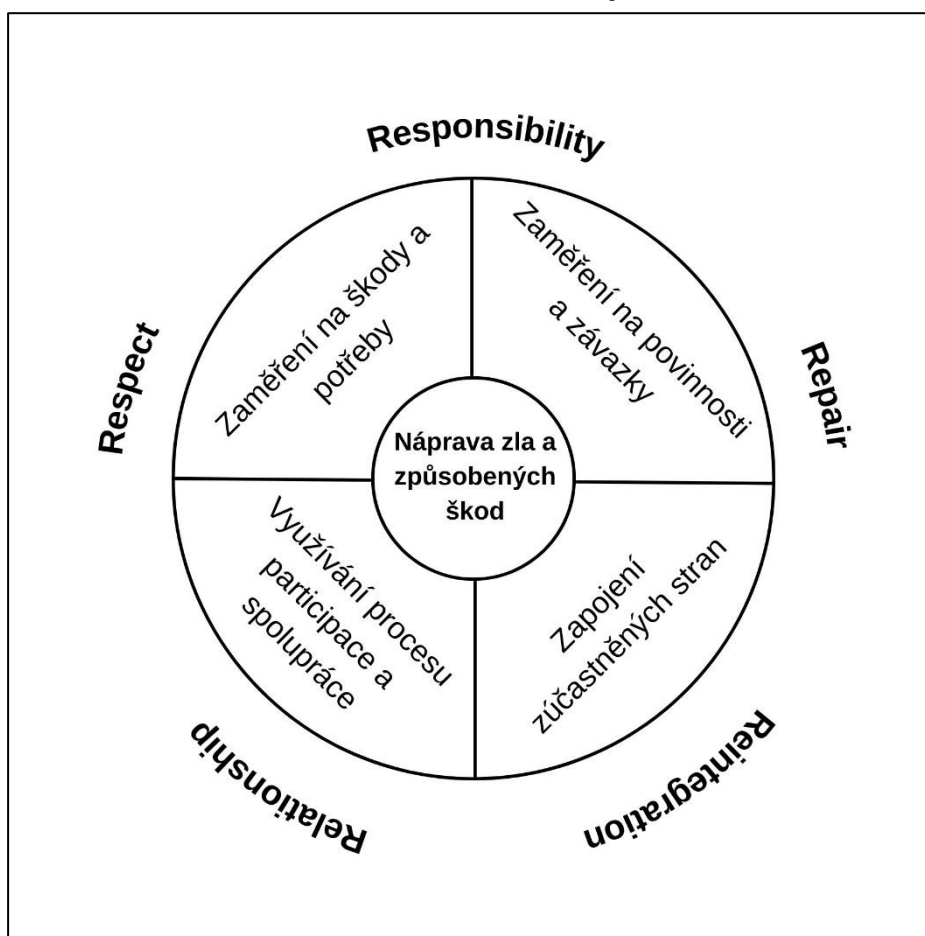 Responsibility
Respect
Repair
Zaměření na škody a
potřeby
Zaměření na povinnosti
a závazky
Náprava zla a
způsobených
škod
Využívání procesu
participace a
spolupráce
Zapojení
zúčastněných stran
Relationship
Reintegration